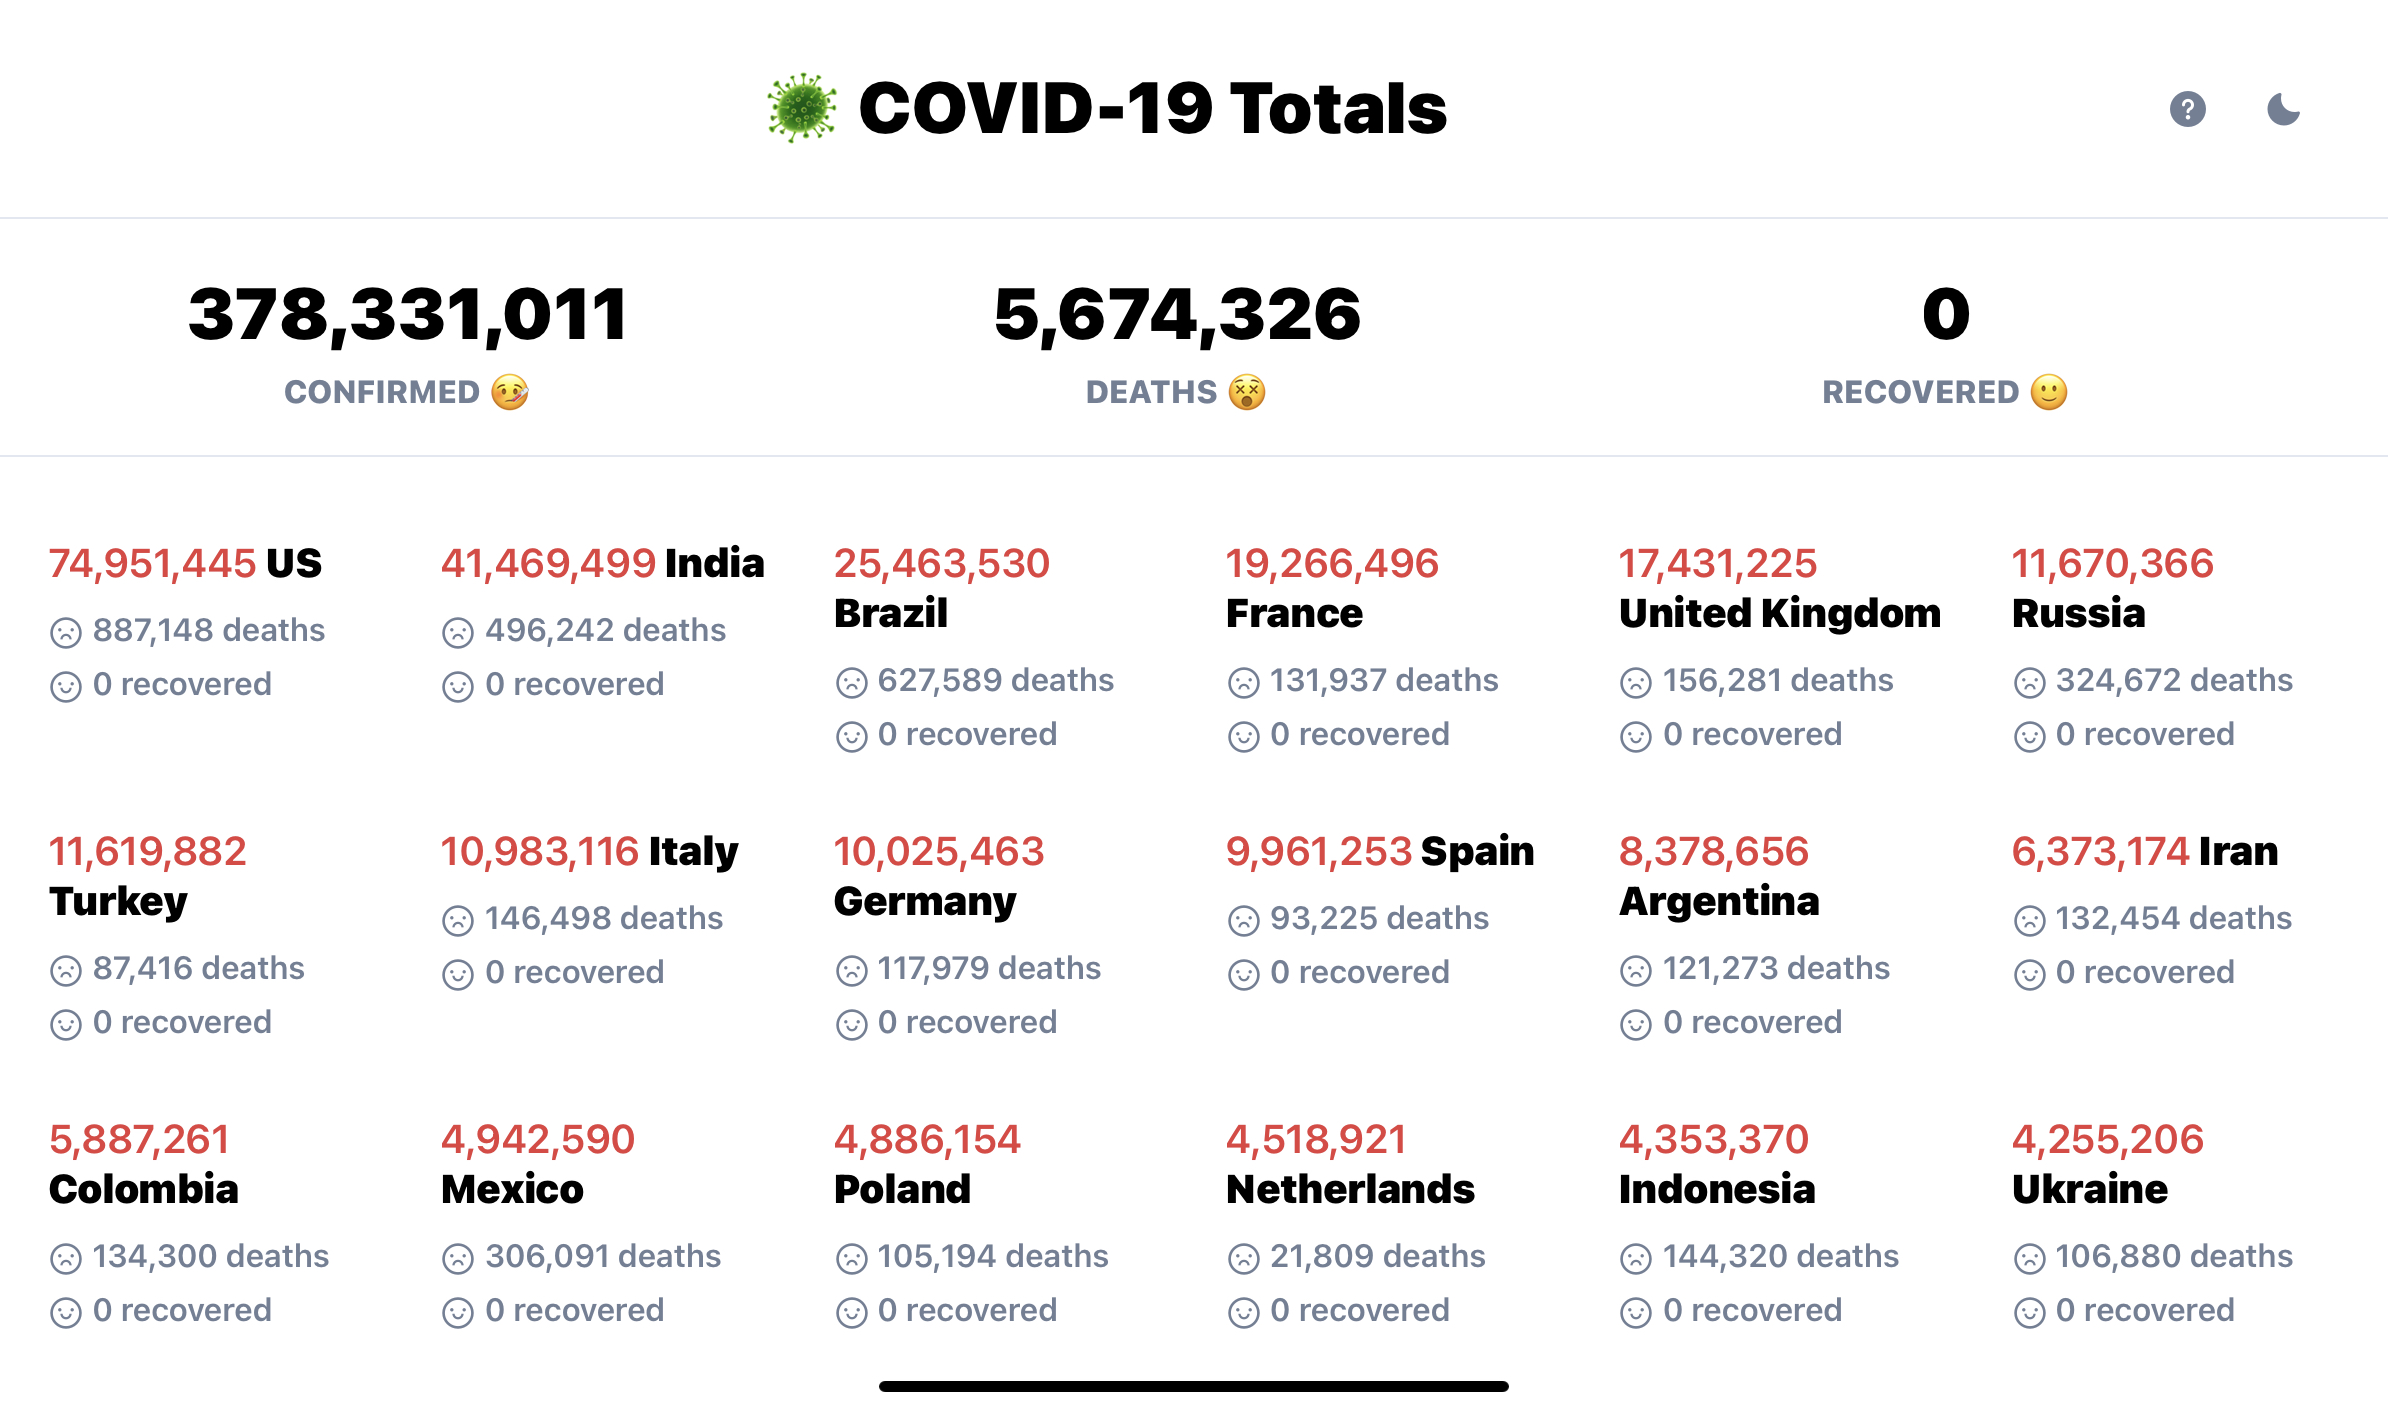 COVID-19 Totals
378,331,011
CONFIRMED
5,674,326
DEATHS
0
RECOVERED
74,951,445 US
887,148 deaths
0 recovered
41,469,499 India
496,242 deaths
0 recovered
25,463,530
Brazil
627,589 deaths
0 recovered
19,266,496
France
131,937 deaths
0 recovered
17,431,225
United Kingdom
156,281 deaths
0 recovered
11,670,366
Russia
324,672 deaths
0 recovered
11,619,882
Turkey
87,416 deaths
0 recovered
10,983,116 Italy
146,498 deaths
0 recovered
10,025,463
Germany
117,979 deaths
0 recovered
9,961,253 Spain
93,225 deaths
0 recovered
8,378,656
Argentina
121,273 deaths
0 recovered
6,373,174 Iran
132,454 deaths
0 recovered
5,887,261
Colombia
134,300 deaths
0 recovered
4,942,590
Mexico
306,091 deaths
0 recovered
4,886,154
Poland
105,194 deaths
0 recovered
4,518,921
Netherlands
21,809 deaths
0 recovered
4,353,370
Indonesia
144,320 deaths
0 recovered
4,255,206
Ukraine
106,880 deaths
0 recovered